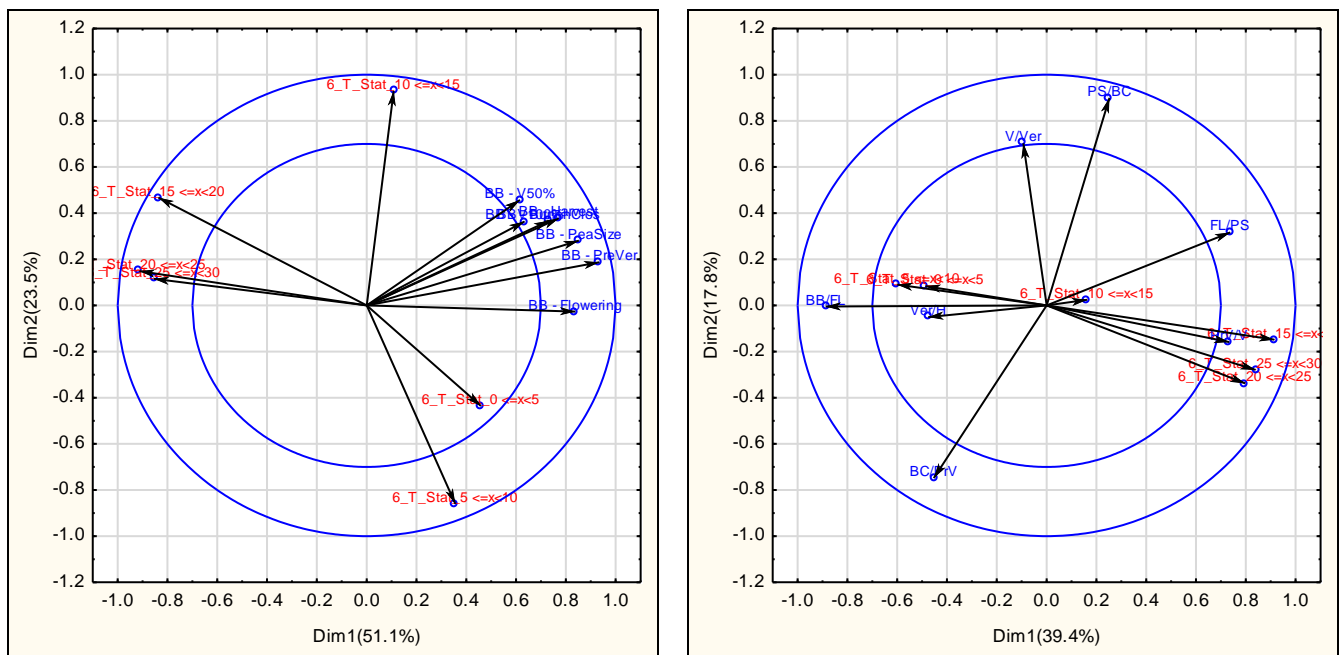 1.2
1.0
0.8
0.6
0.4
0.2
0.0
-0.2
-0.4
-0.6
-0.8
-1.0
-1.2
Dim2(23.5%)
6_T_Stat_10 <=x<15
6_T_Stat_15 <=x<20
Stat_20 <=x<25
_T_Stat_25 <=x<30
BB - V50%
BB - Harvest
BB - PeaSize
BB - PreVer
BB - Flowering
6_T_Stat_0 <=x<5
6_T_Stat_5 <=x<10
-1.0 -0.8 -0.6 -0.4 -0.2 0.0 0.2 0.4 0.6 0.8 1.0
Dim1(51.1%)
1.2
1.0
0.8
0.6
0.4
0.2
0.0
-0.2
-0.4
-0.6
-0.8
-1.0
-1.2
Dim2(17.8%)
PS/BC
V/Ver
FL/PS
6_T_Stat_10 <=x<15
BB/FL
Ver/H
6_T_Stat_15 <=x<
6_T_Stat_25 <=x<30
6_T_Stat_20 <=x<25
BC/PrV
-1.0 -0.8 -0.6 -0.4 -0.2 0.0 0.2 0.4 0.6 0.8 1.0
Dim1(39.4%)